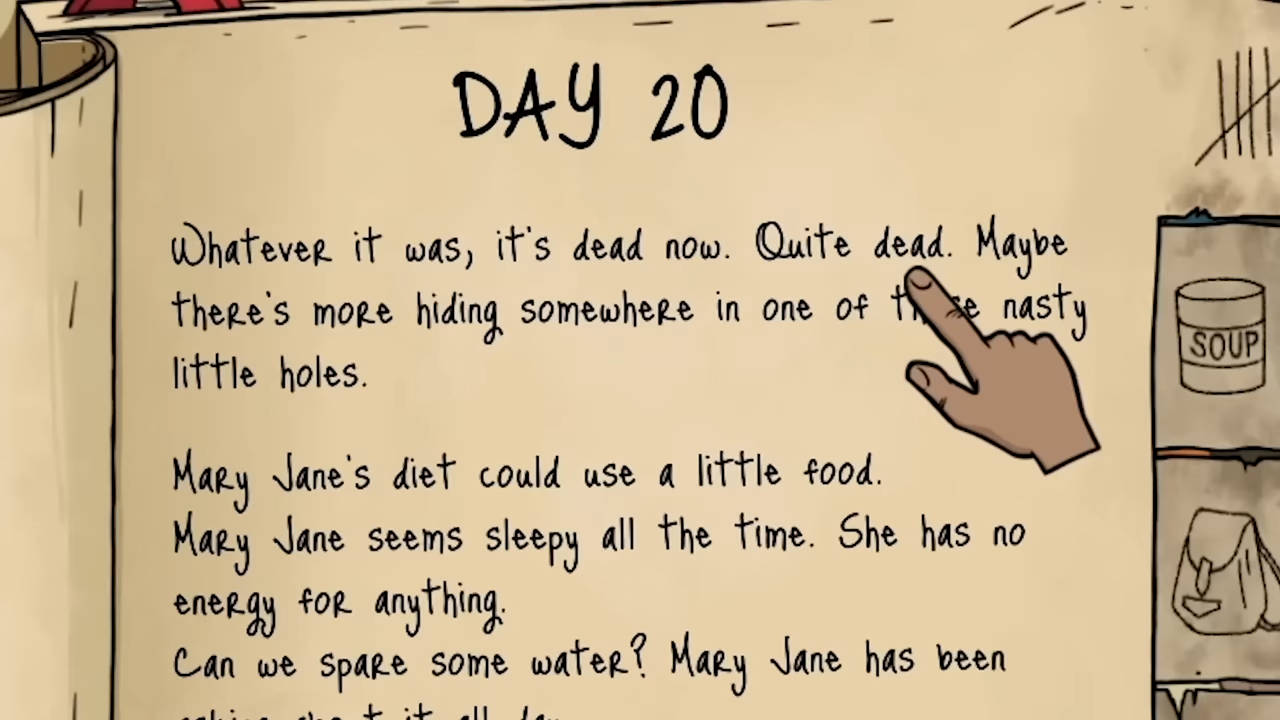 DAY 20
Whatever it was, it's dead now. Quite dead. Maybe
there's more hiding somewhere in one of nasty
little holes.
Mary Jane's diet could use a little food.
Mary Jane seems sleepy all the time. She has no
energy for anything.
Can we spare some water? Mary Jane has been
it all
SOUP